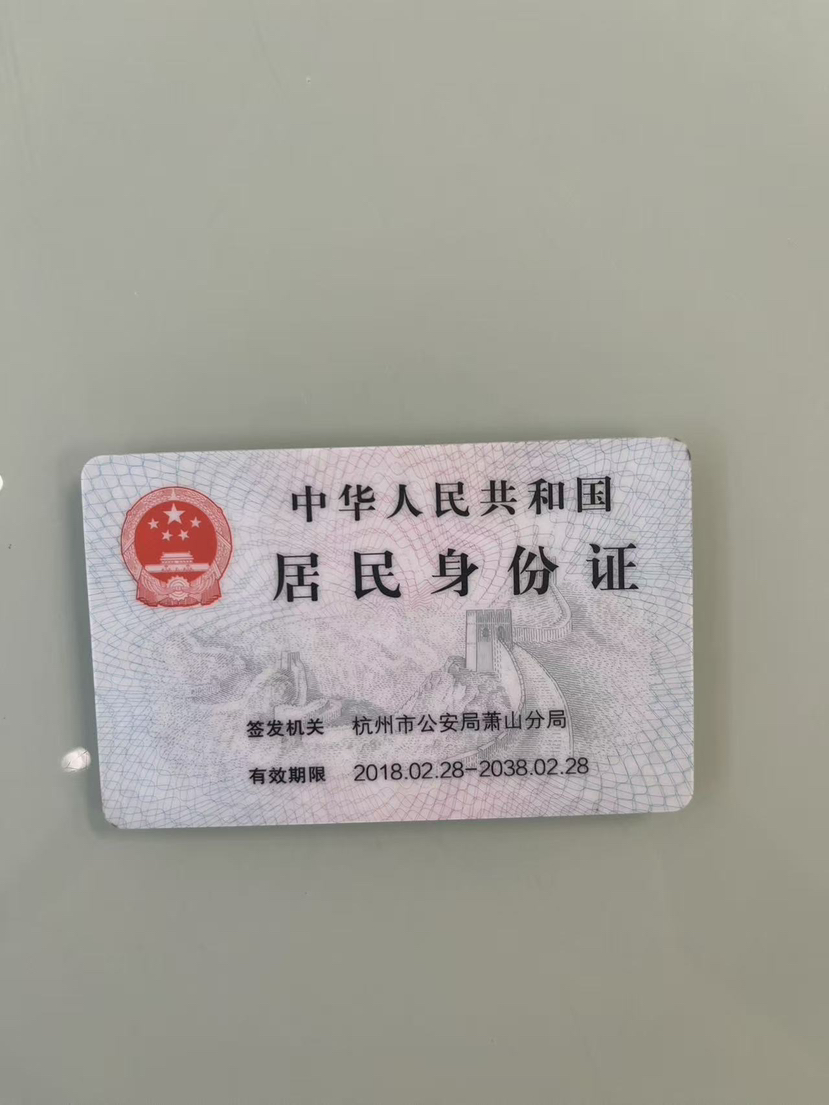 中华人民共和国
居民身份证
签发机关 杭州市公安局萧山分局
有效期限 2018.02.28-2038.02.28